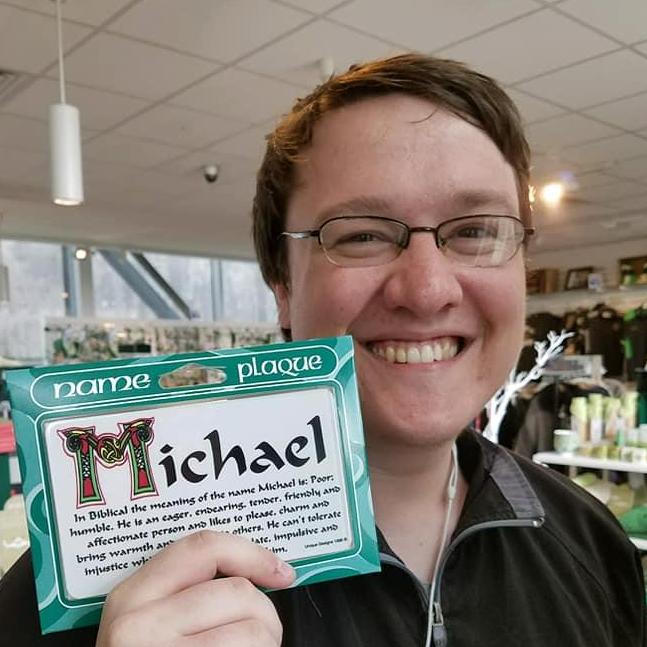 name plaque
Michael
In Biblical the meaning of the name Michael is: Poor:
humble. He is an eager, endearing, tender, friendly and
affectionate person and likes to please, charm and
bring warmth others. He can't tolerate
injustice impulsive and